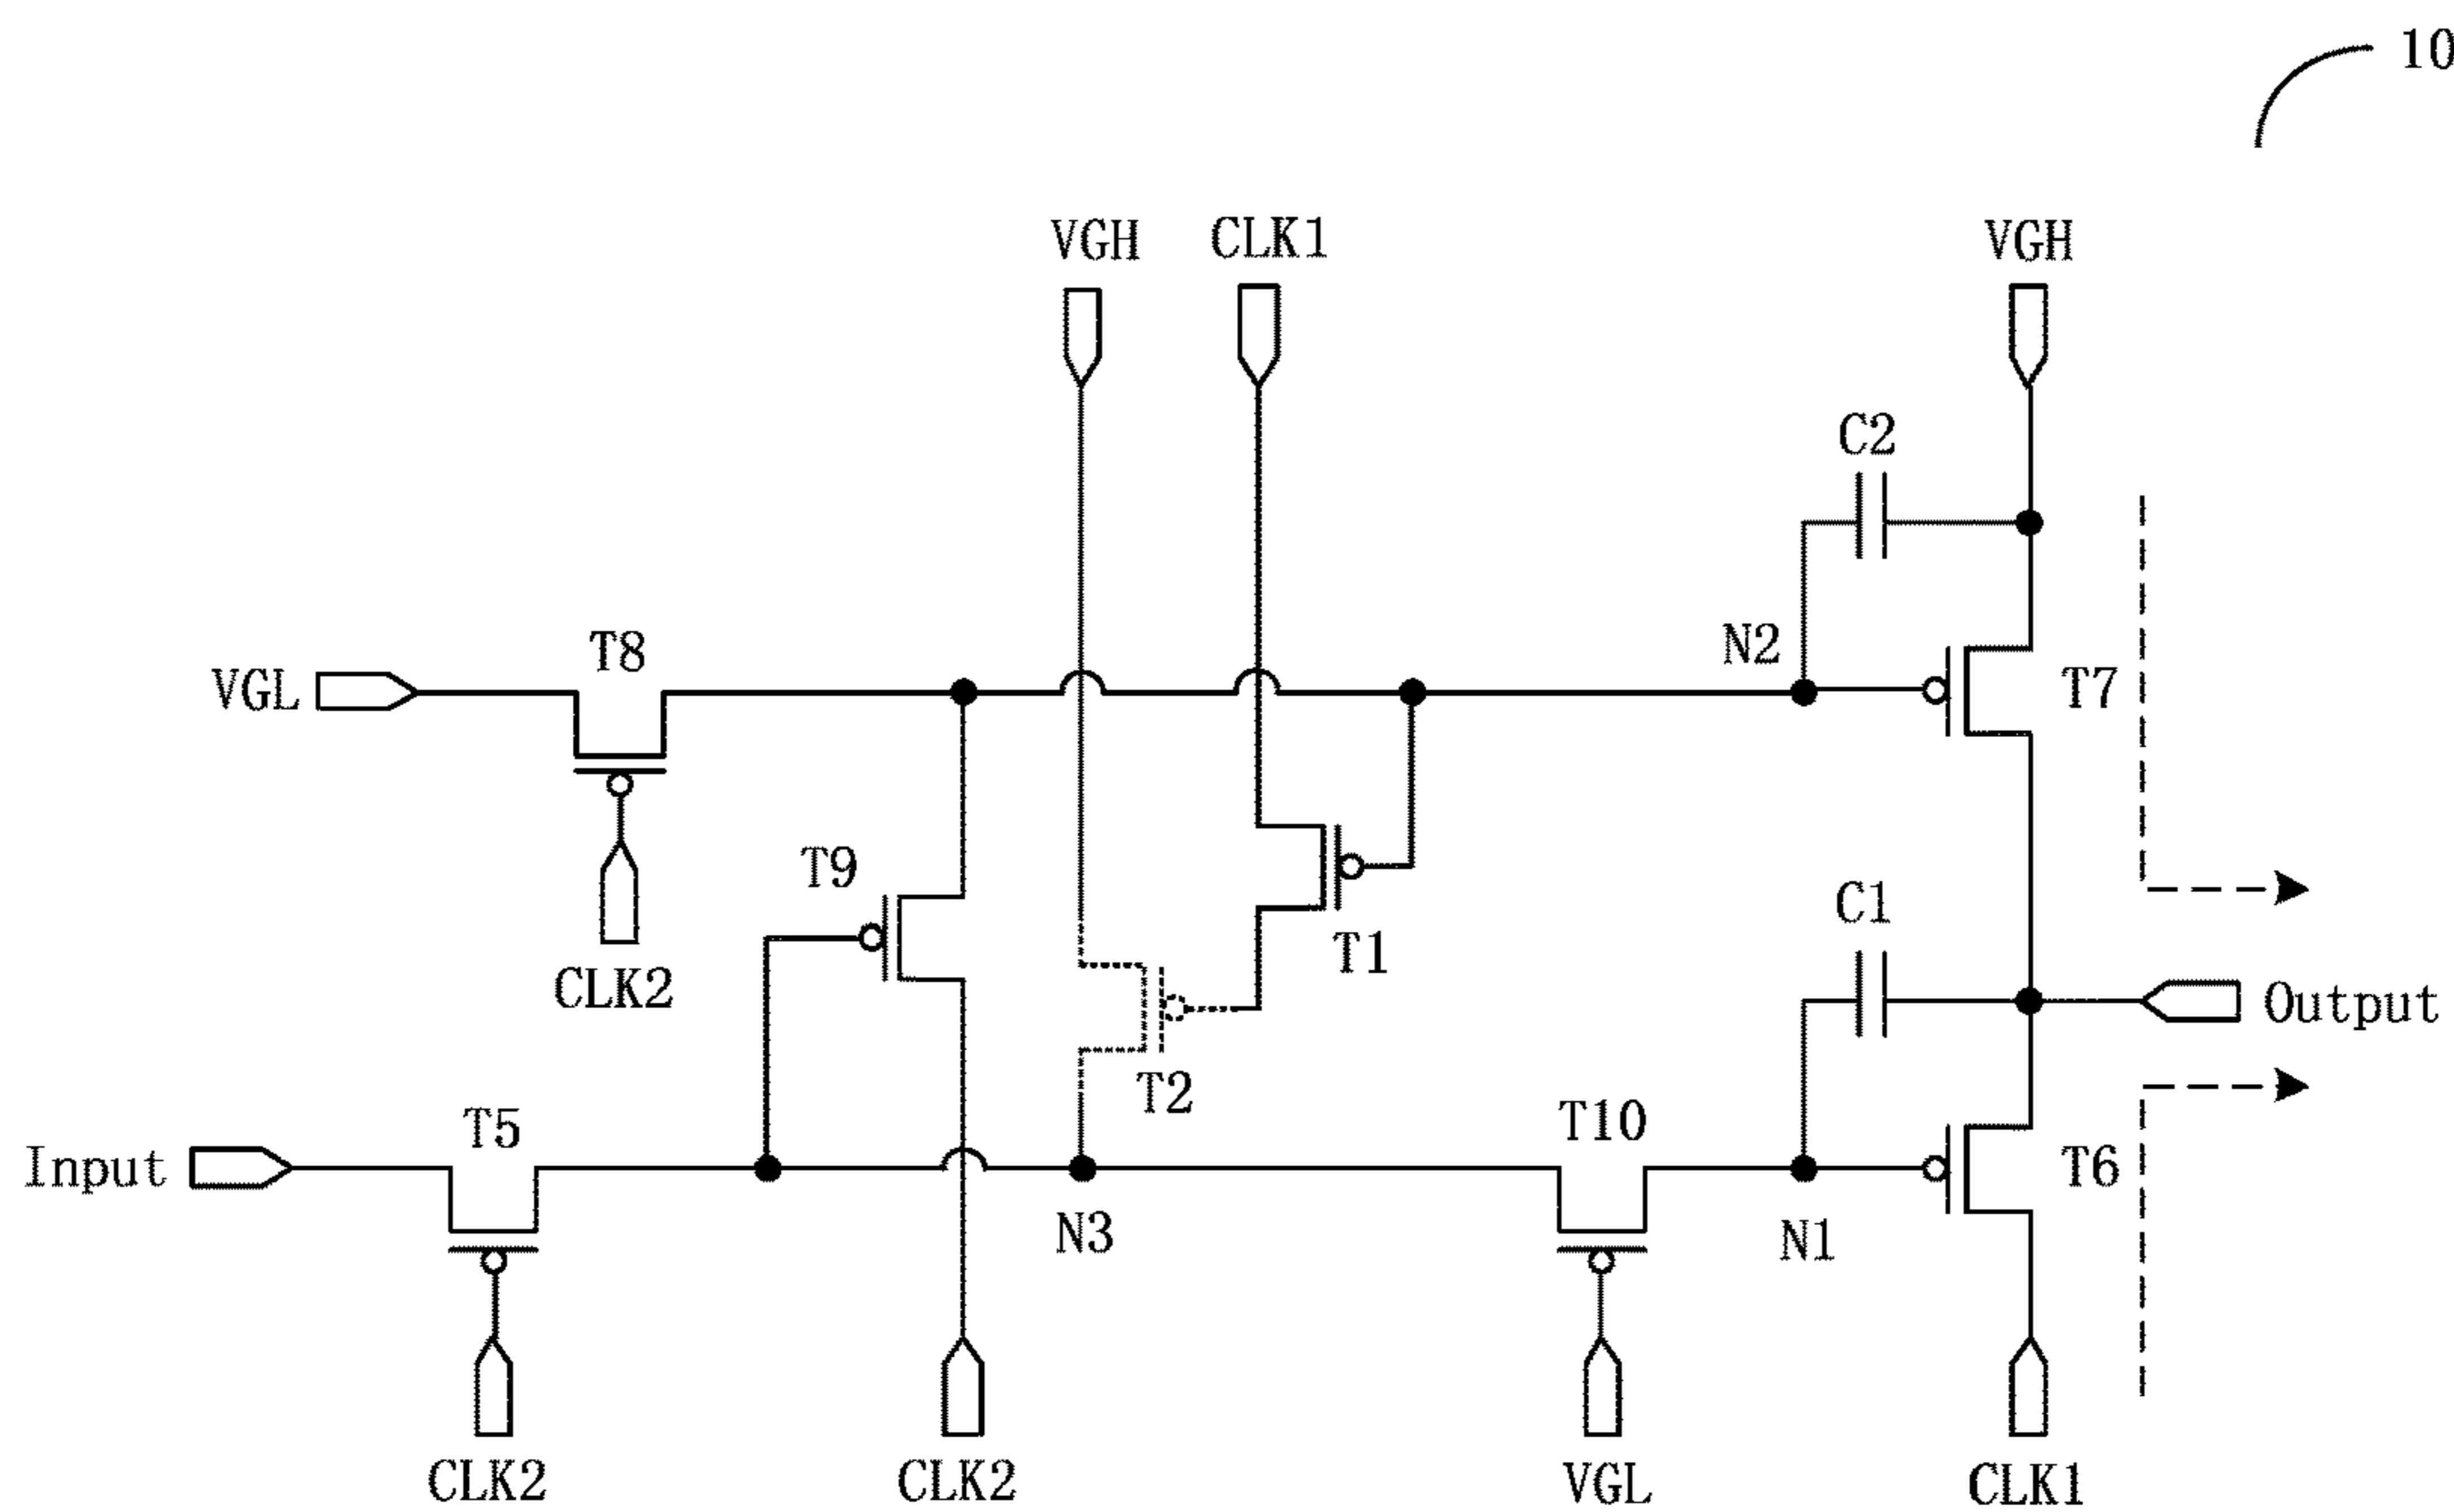 10
VGH
CLK1
VGH
C2
N2
T8
VGL
T7
T9
C1
T1
CLK2
Output
T2
T5
T10
Input
T6
N3
N1
CLK2
CLK2
VGL
CLK1